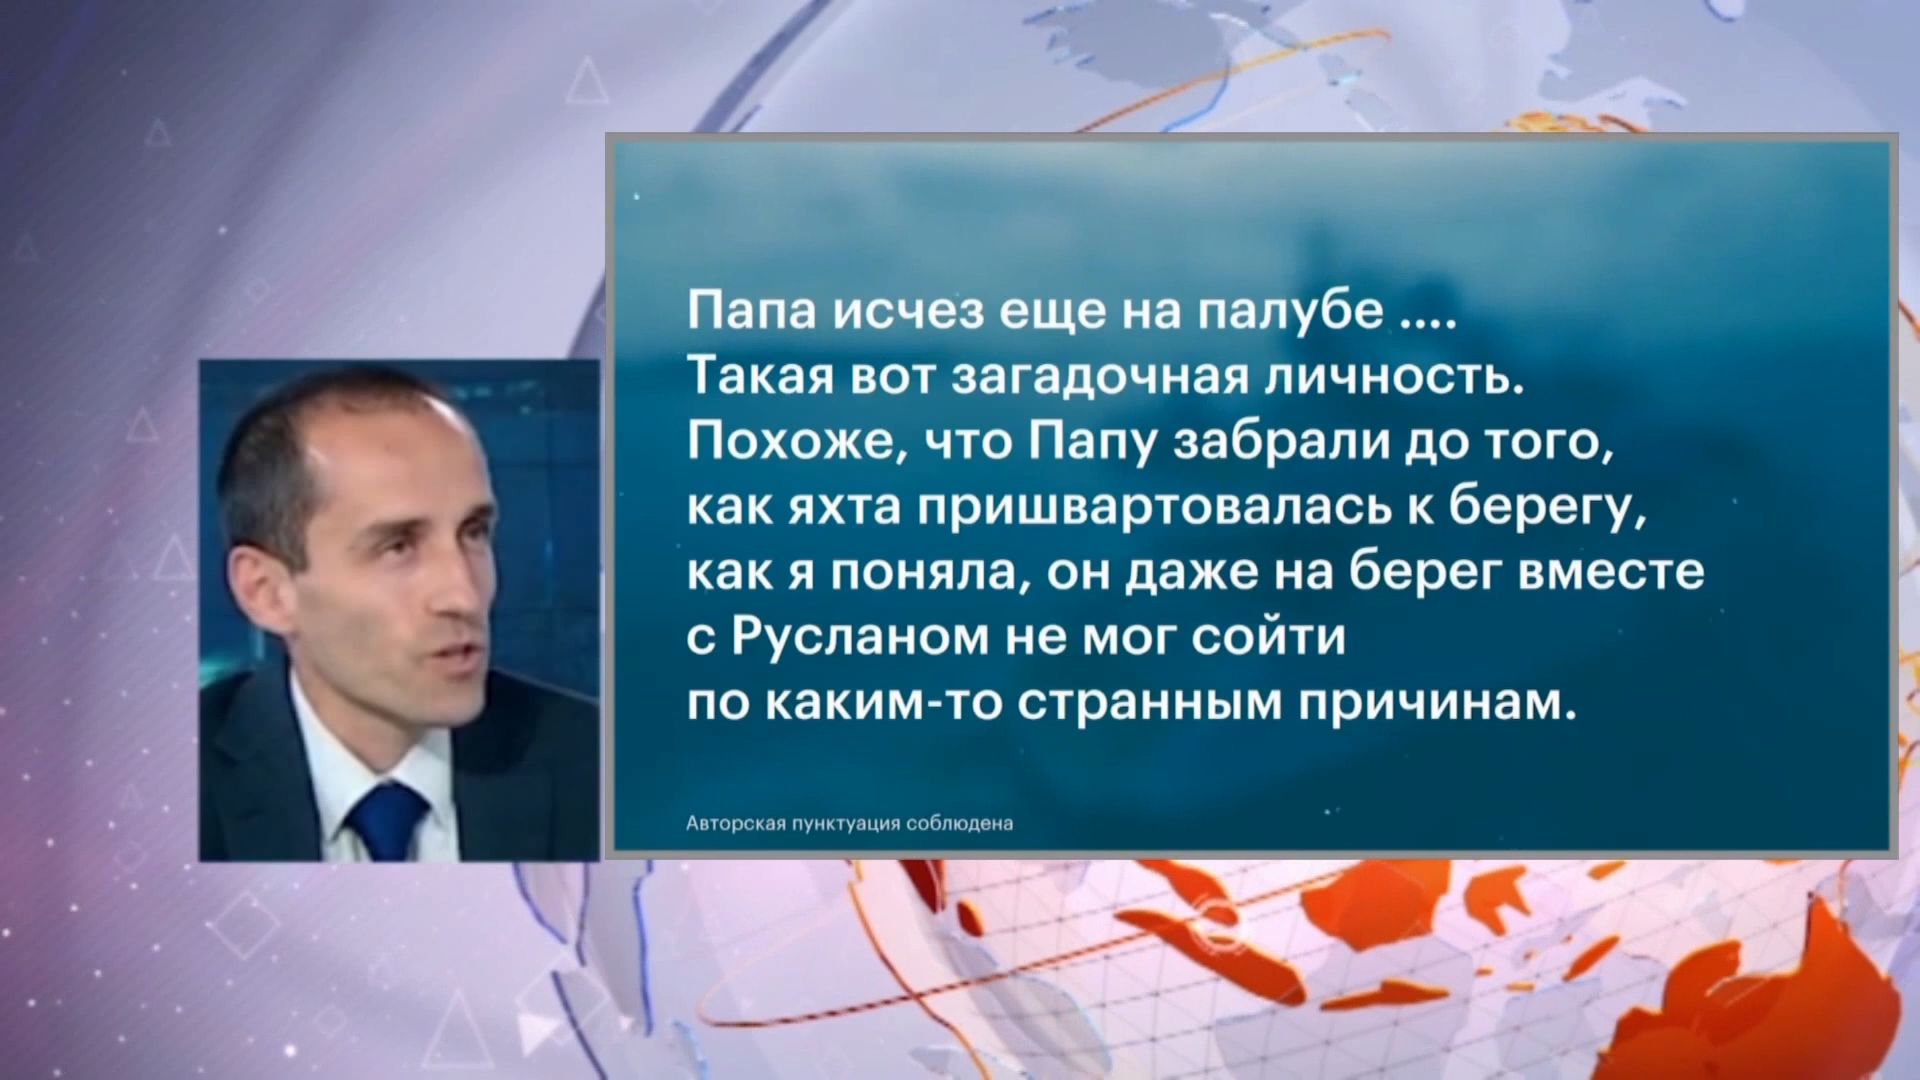 Папа исчез еще на палубе ....
Такая вот загадочная личность.
Похоже, что Папу забрали до того,
как яхта пришвартовалась к берегу,
как я поняла, он даже на берег вместе
с Русланом не мог сойти
по каким-то странным причинам.
Авторская пунктуация соблюдена